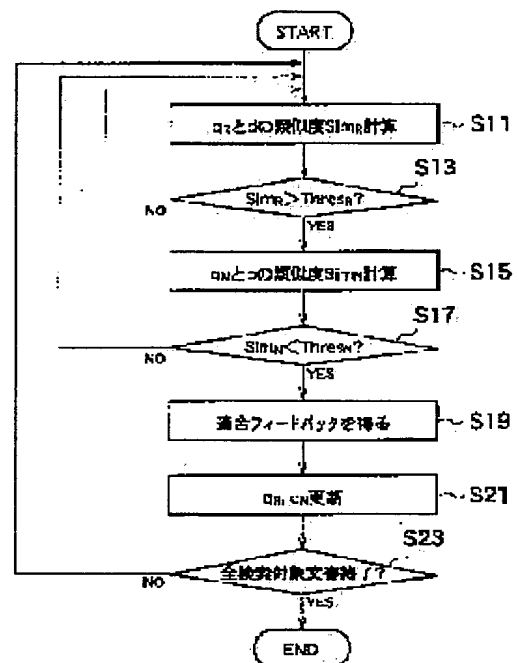 START
qRとdの類似度SimR計算
S11
S13
SimR>ThresR?
NO
YES
qNとdの類似度SimN計算
S15
S17
SimN<ThresN?
NO
YES
適合フィードバックを得る
S19
qR, qN更新
S21
S23
全検索対象文書終了?
NO
YES
END